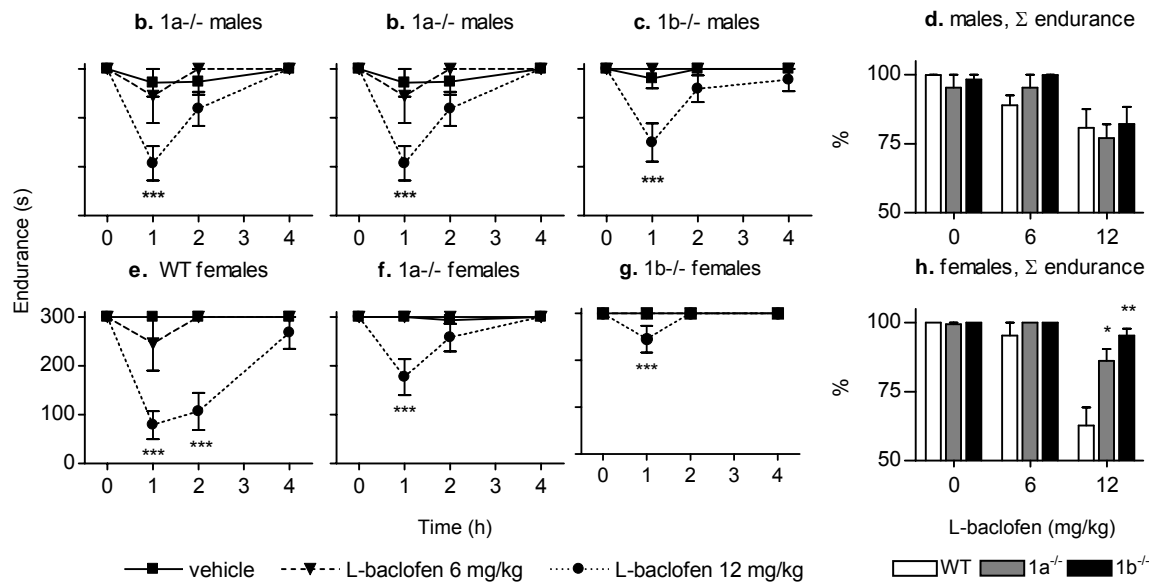 b. 1a-/- males
b. 1a-/- males
c. 1b-/- males
d. males, Σ endurance
***
***
***
0 1 2 3 4
0 1 2 3 4
0 1 2 3 4
100
75
50
%
0 6 12
Endurance (s)
e. WT females
f. 1a-/- females
g. 1b-/- females
h. females, Σ endurance
300
200
100
0
*** ***
***
***
0 1 2 3 4
0 1 2 3 4
0 1 2 3 4
100
75
50
%
* **
0 6 12
Time (h)
L-baclofen (mg/kg)
vehicle L-baclofen 6 mg/kg L-baclofen 12 mg/kg
WT 1a-/- 1b-/-